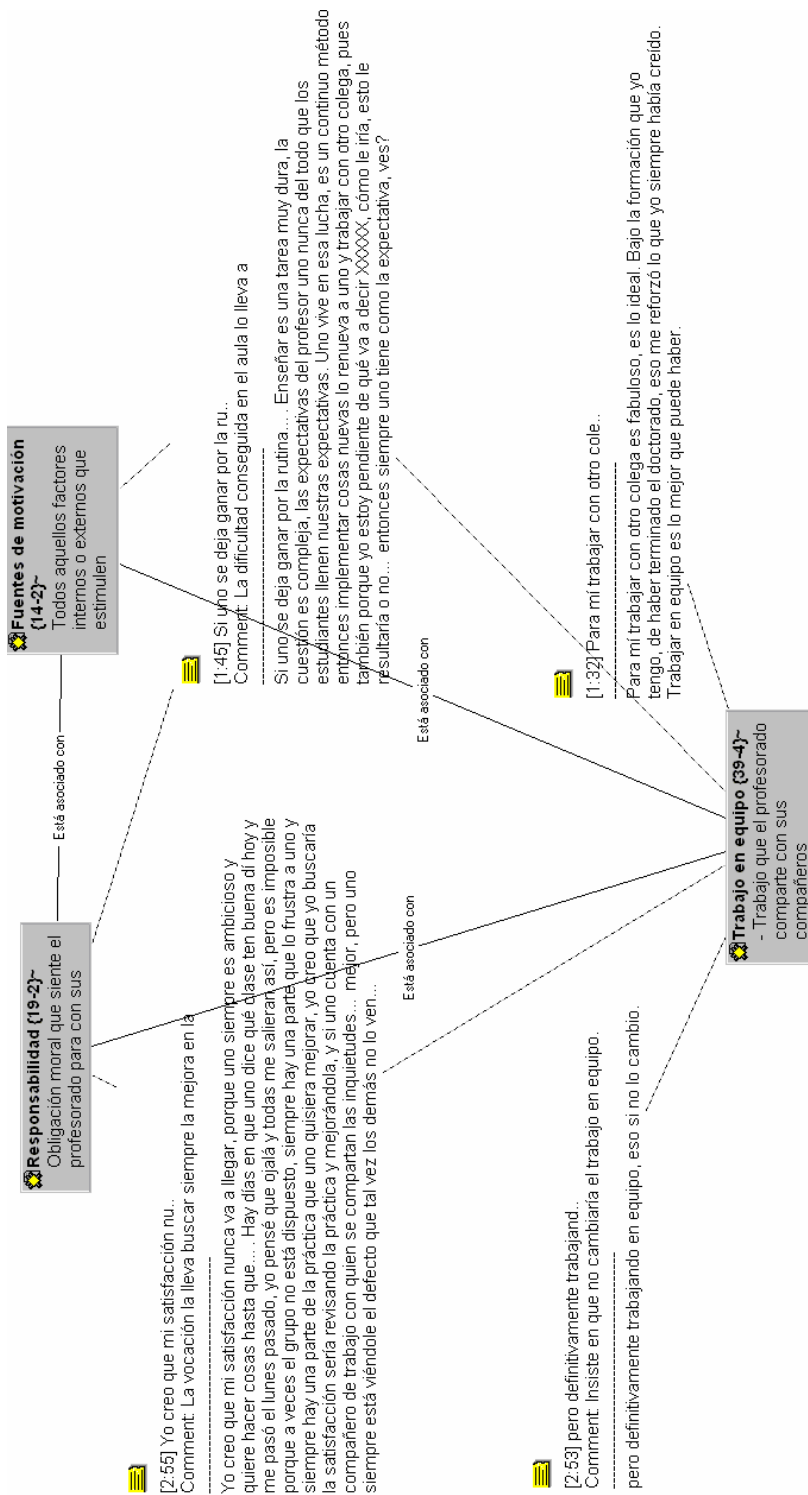 Responsabilidad {19-2}~
Obligación moral que siente el
profesorado para con sus
Está asociado con
Fuentes de motivación
{14-2}~
Todos aquellos factores
internos o externos que
estimulen
[2:55] Yo creo que mi satisfacción nu..
Comment: La vocación la lleva buscar siempre la mejora en la
Yo creo que mi satisfacción nunca va a llegar, porque uno siempre es ambicioso y
quiere hacer cosas hasta que.... Hay días en que uno dice qué clase ten buena dí hoy y
me pasó el lunes pasado, yo pensé que ojalá y todas me salieran así, pero es imposible
porque a veces el grupo no está dispuesto, siempre hay una parte que lo frustra a uno y
siempre hay una parte de la práctica que uno quisiera mejorar, yo creo que yo buscaría
la satisfacción sería revisando la práctica y mejorándola, y si uno cuenta con un
compañero de trabajo con quien se compartan las inquietudes... mejor, pero uno
siempre está viéndole el defecto que tal vez los demás no lo ven...
[1:45] Si uno se deja ganar por la ru..
Comment: La dificultad conseguida en el aula lo lleva a
Si uno se deja ganar por la rutina.... Enseñar es una tarea muy dura, la
cuestión es compleja, las expectativas del profesor uno nunca del todo que los
estudiantes llenen nuestras expectativas. Uno vive en esa lucha, es un continuo método
entonces implementar cosas nuevas lo renueva a uno y trabajar con otro colega, pues
también porque yo estoy pendiente de qué va a decir XXXXX, cómo le iría, esto le
resultaría o no... entonces siempre uno tiene como la expectativa, ves?
Está asociado con
Está asociado con
[2:53] pero definitivamente trabajand..
Comment: Insiste en que no cambiaría el trabajo en equipo.
pero definitivamente trabajando en equipo, eso si no lo cambio.
[1:32] Para mí trabajar con otro cole..
Para mí trabajar con otro colega es fabuloso, es lo ideal. Bajo la formación que yo
tengo, de haber terminado el doctorado, eso me reforzó lo que yo siempre había creído.
Trabajar en equipo es lo mejor que puede haber.
Trabajo en equipo {39-4}~
- Trabajo que el profesorado
comparte con sus
compañeros